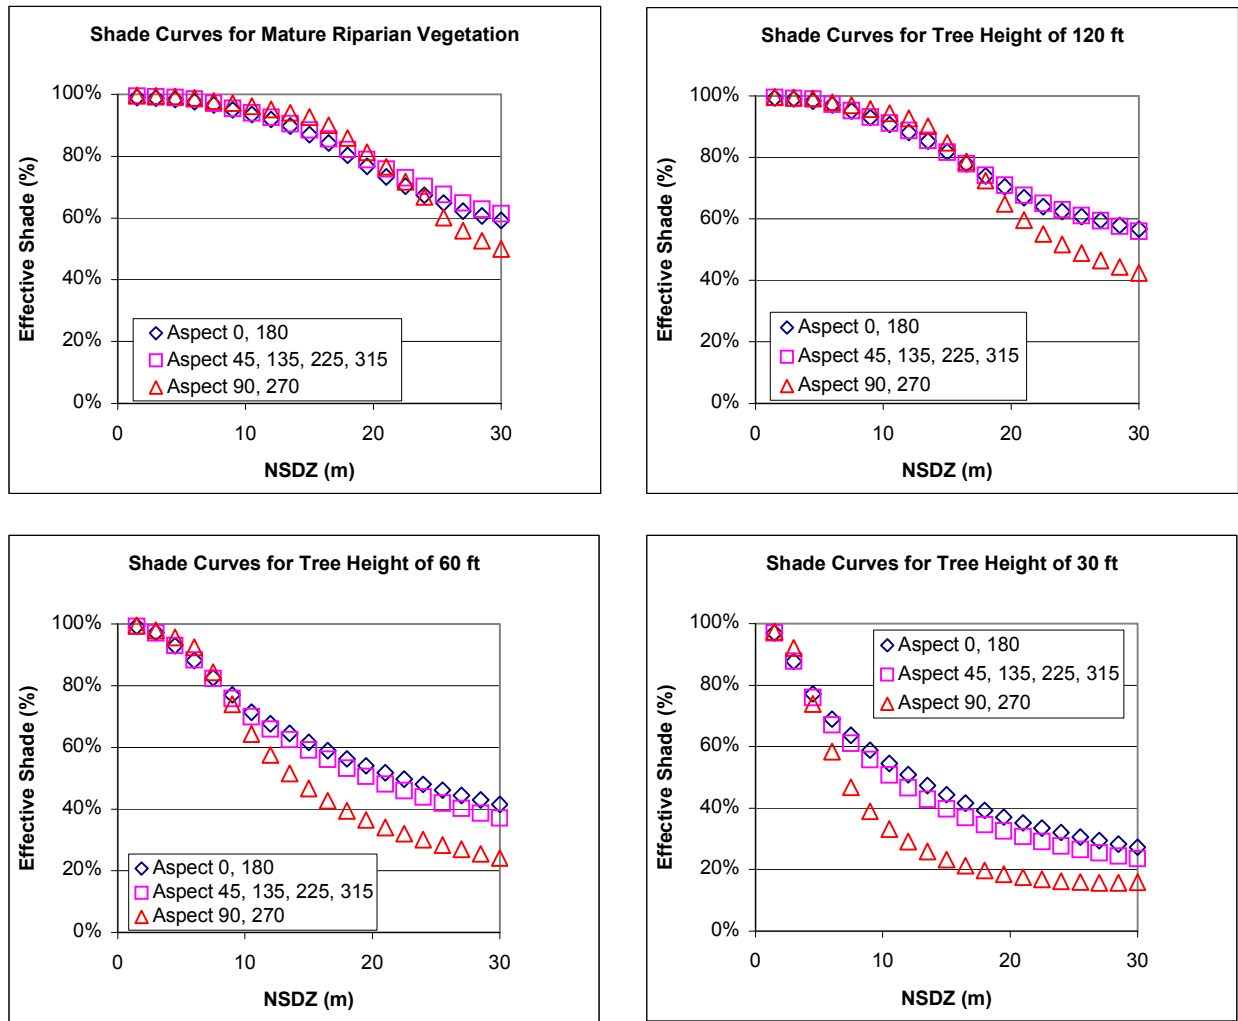 Shade Curves for Mature Riparian Vegetation
Effective Shade (%)
100%
80%
60%
40%
20%
0%
Aspect 0, 180
Aspect 45, 135, 225, 315
Aspect 90, 270
0
10
20
30
NSDZ (m)
Shade Curves for Tree Height of 120 ft
Effective Shade (%)
100%
80%
60%
40%
20%
0%
Aspect 0, 180
Aspect 45, 135, 225, 315
Aspect 90, 270
0
10
20
30
NSDZ (m)
Shade Curves for Tree Height of 60 ft
Effective Shade (%)
100%
80%
60%
40%
20%
0%
Aspect 0, 180
Aspect 45, 135, 225, 315
Aspect 90, 270
0
10
20
30
NSDZ (m)
Shade Curves for Tree Height of 30 ft
Effective Shade (%)
100%
80%
60%
40%
20%
0%
Aspect 0, 180
Aspect 45, 135, 225, 315
Aspect 90, 270
0
10
20
30
NSDZ (m)